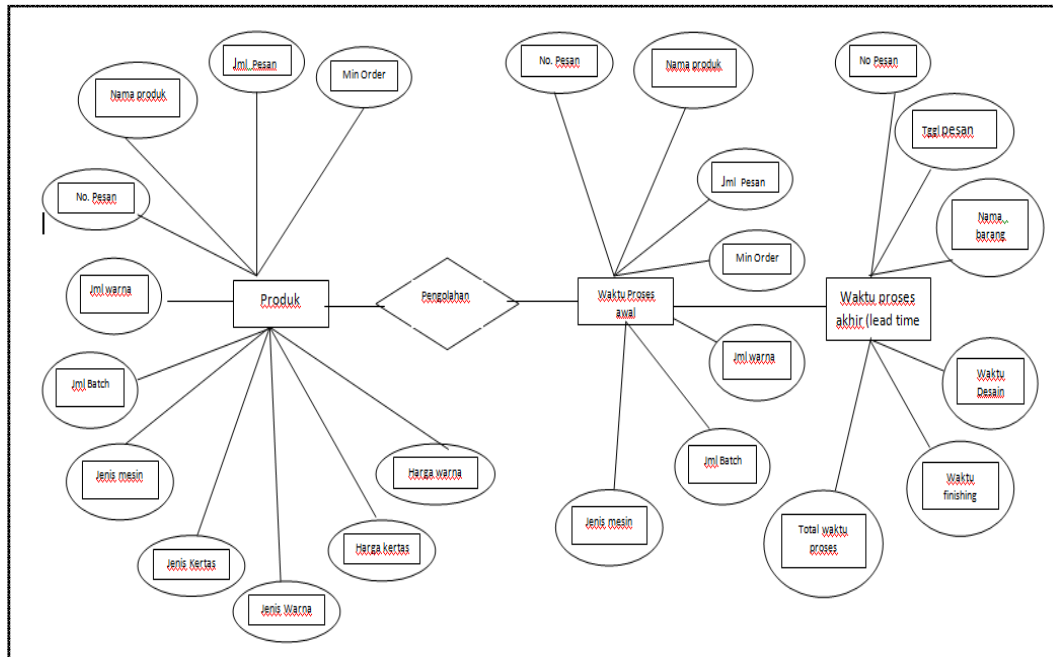 Jml Pesan
Min Order
Nama produk
No. Pesan
Jml warna
Produk
Jml Batch
Jenis mesin
Jenis Kertas
Jenis Warna
Harga kertas
Harga warna
Pengolahan
No. Pesan
Nama produk
Jml Pesan
Min Order
Waktu Proses
awal
Jml warna
Jml Batch
Jenis mesin
No Pesan
Tggl pesan
Nama
barang
Waktu proses
akhir (lead time
Waktu
Desain
Waktu
finishing
Total waktu
proses